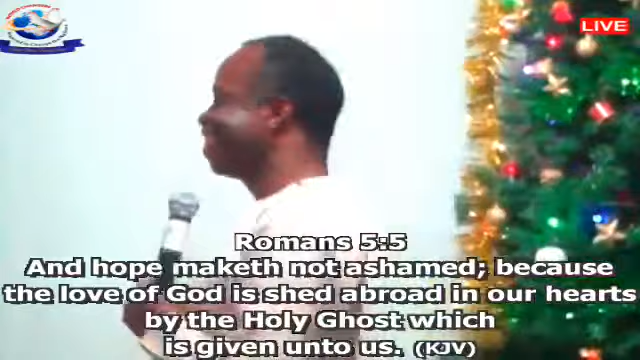 LIVE
Romans 5:5
And hope maketh not ashamed; because
the love of God is shed abroad in our hearts
by the Holy Ghost which
is given unto us. (KJV)